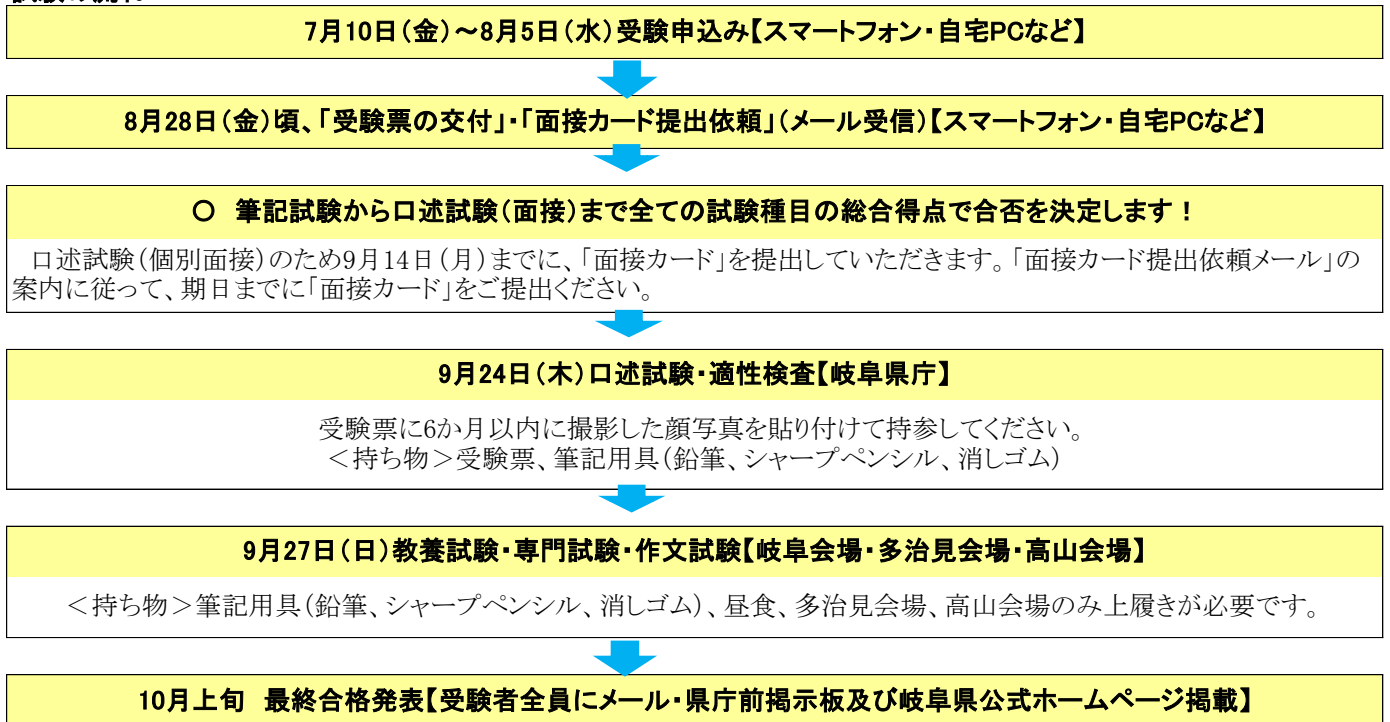 7月10日(金)～8月5日(水)受験申込み【スマートフォン・自宅PCなど】
8月28日(金)頃、「受験票の交付」・「面接カード提出依頼」(メール受信)【スマートフォン・自宅PCなど】
○ 筆記試験から口述試験(面接)まで全ての試験種目の総合得点で合否を決定します！
口述試験(個別面接)のため9月14日(月)までに、「面接カード」を提出していただきます。「面接カード提出依頼メール」の
案内に従って、期日までに「面接カード」をご提出ください。
9月24日(木)口述試験・適性検査【岐阜県庁】
受験票に6か月以内に撮影した顔写真を貼り付けて持参してください。
＜持ち物＞受験票、筆記用具(鉛筆、シャープペンシル、消しゴム)
9月27日(日)教養試験・専門試験・作文試験【岐阜会場・多治見会場・高山会場】
＜持ち物＞筆記用具(鉛筆、シャープペンシル、消しゴム)、昼食、多治見会場、高山会場のみ上履きが必要です。
10月上旬 最終合格発表【受験者全員にメール・県庁前掲示板及び岐阜県公式ホームページ掲載】